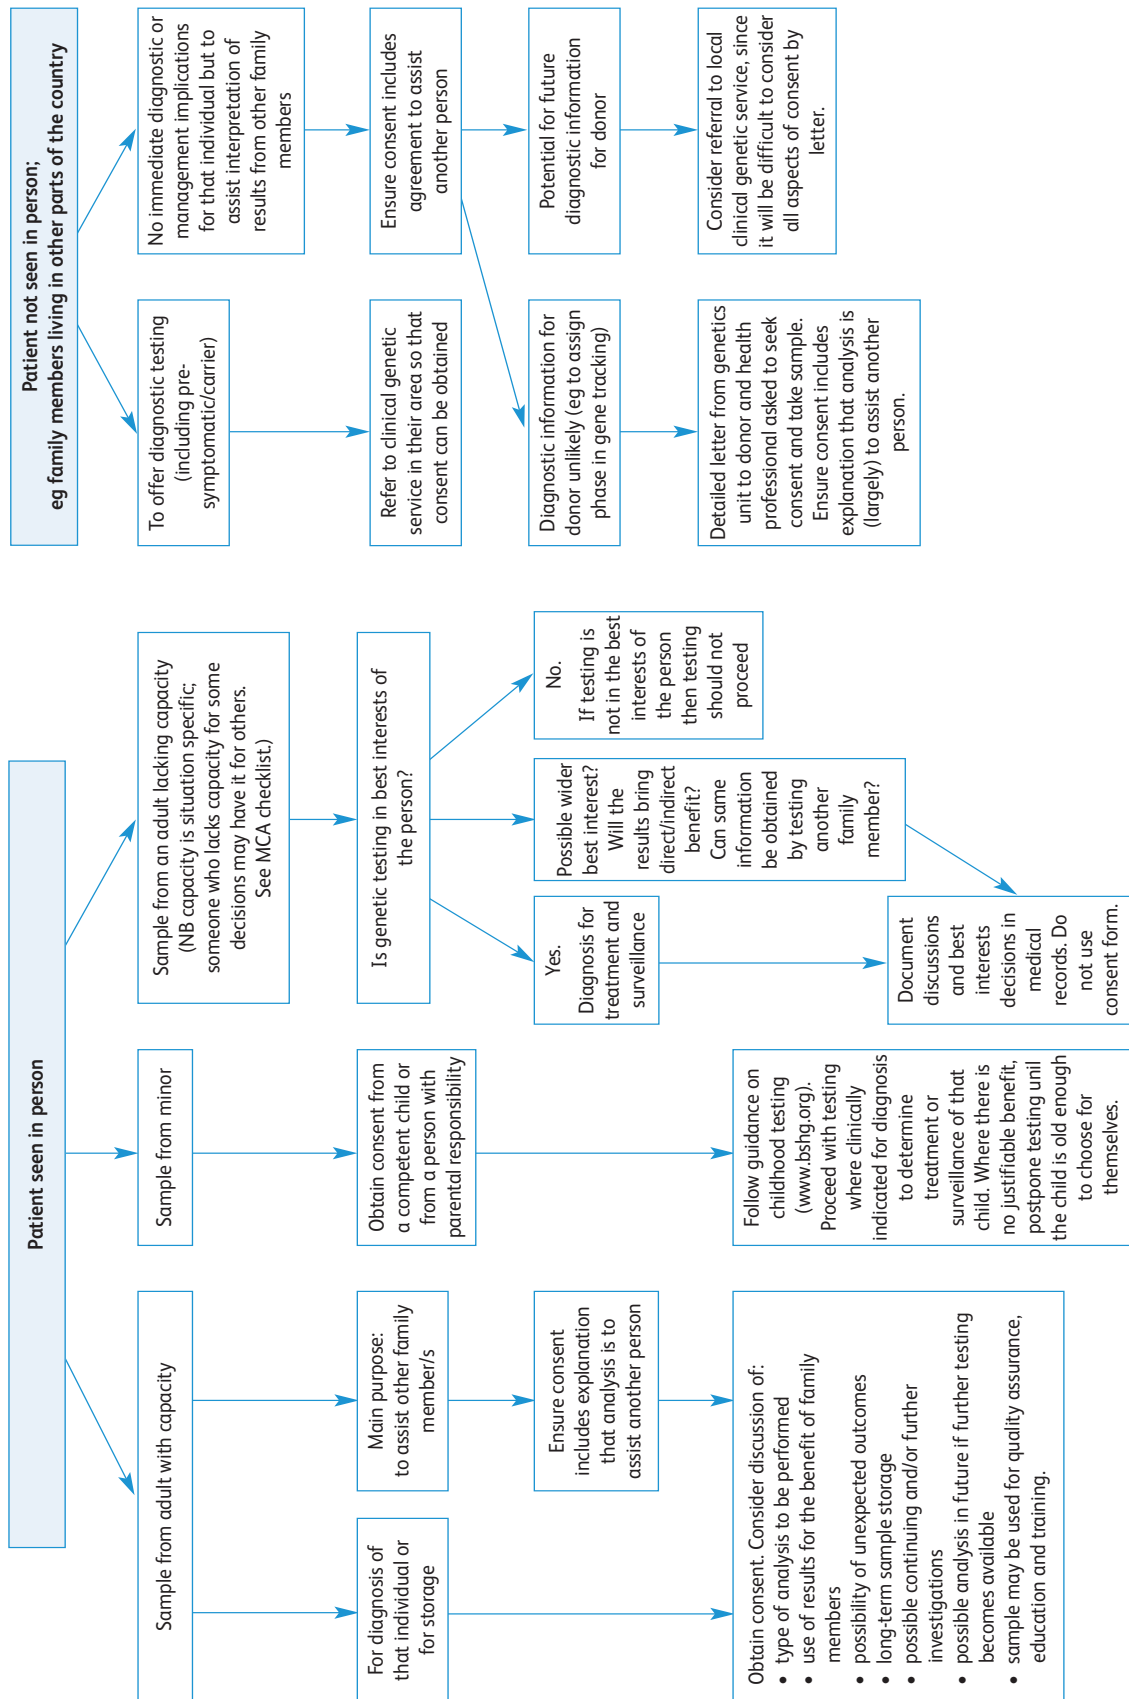 Patient seen in person
Sample from adult with capacity
For diagnosis of
that individual or
for storage
Main purpose:
to assist other family
member/s
Ensure consent
includes explanation
that analysis is to
assist another person
Obtain consent. Consider discussion of:
• type of analysis to be performed
• use of results for the benefit of family
members
• possibility of unexpected outcomes
• long-term sample storage
• possible continuing and/or further
investigations
• possible analysis in future if further testing
becomes available
• sample may be used for quality assurance,
education and training.
Sample from minor
Obtain consent from
a competent child or
from a person with
parental responsibility
Follow guidance on
childhood testing
(www.bshg.org).
Proceed with testing
where clinically
indicated for diagnosis
to determine
treatment or
surveillance of that
child. Where there is
no justifiable benefit,
postpone testing unil
the child is old enough
to choose for
themselves.
Sample from an adult lacking capacity
(NB capacity is situation specific;
someone who lacks capacity for some
decisions may have it for others.
See MCA checklist.)
Is genetic testing in best interests of
the person?
Yes.
Diagnosis for
treatment and
surveillance
Possible wider
best interest?
Will the
results bring
direct/indirect
benefit?
Can same
information
be obtained
by testing
another
family
member?
No.
If testing is
not in the best
interests of
the person
then testing
should not
proceed
Document
discussions
and best
interests
decisions in
medical
records. Do
not use
consent form.
Patient not seen in person;
eg family members living in other parts of the country
To offer diagnostic testing
(including pre-
symptomatic/carrier)
Refer to clinical genetic
service in their area so that
consent can be obtained
No immediate diagnostic or
management implications
for that individual but to
assist interpretation of
results from other family
members
Ensure consent includes
agreement to assist
another person
Diagnostic information for
donor unlikely (eg to assign
phase in gene tracking)
Potential for future
diagnostic information
for donor
Detailed letter from genetics
unit to donor and health
professional asked to seek
consent and take sample.
Ensure consent includes
explanation that analysis is
(largely) to assist another
person.
Consider referral to local
clinical genetic service, since
it will be difficult to consider
all aspects of consent by
letter.